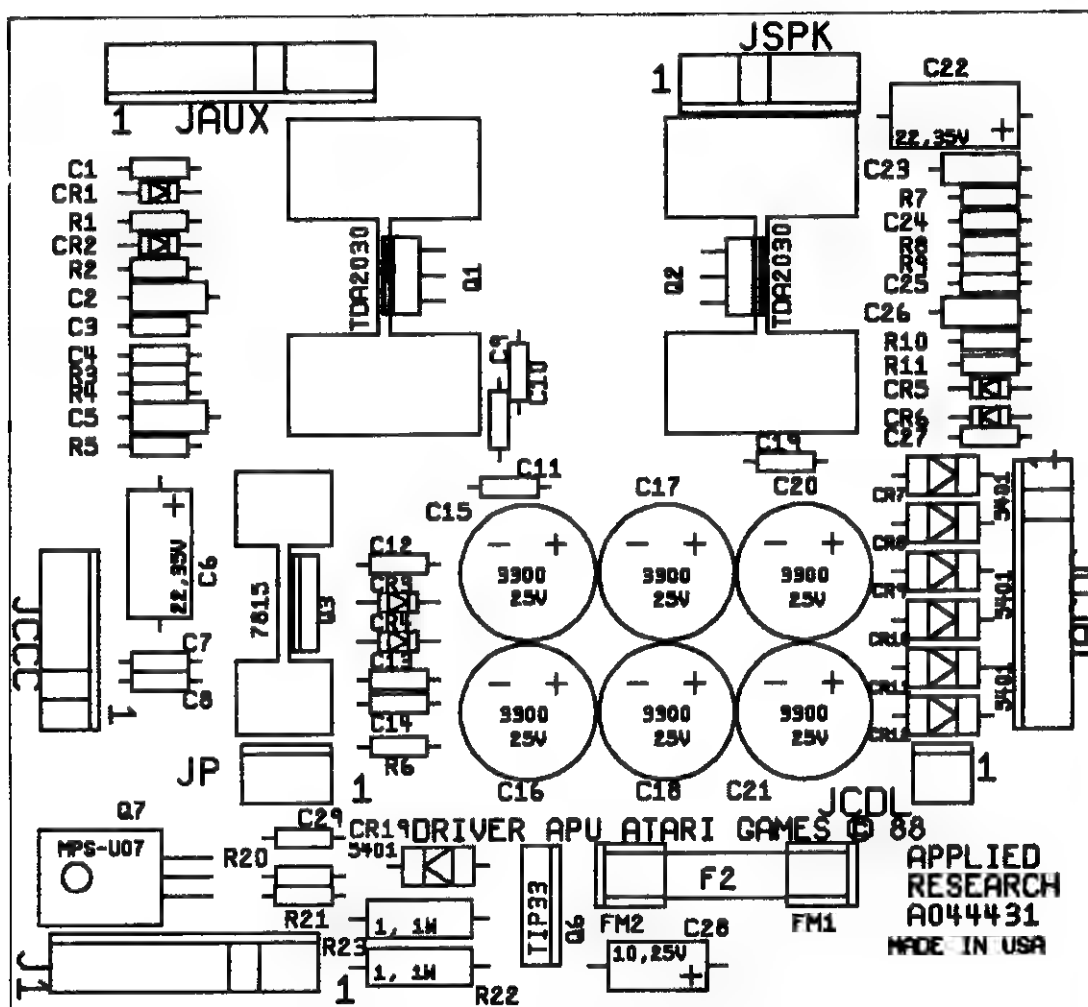 JSPK
1
JAUX
1
C22
22,35V
+
C1
CR1
R1
CR2
R2
C2
C3
C4
R3
R4
C5
R5
TDA2030
Q1
Q2
TDA2030
C23
R7
C24
R8
R9
C25
C26
R10
R11
CR5
CR6
C27
C9
C10
C11
C19
C15
C17
C20
- +
3900
25V
- +
3900
25V
- +
3900
25V
- +
3900
25V
- +
3900
25V
- +
3900
25V
C16
C18
C21
+
22,35V
C6
C7
C8
JCCC
1
7815
Q3
C12
CR3
CR4
C13
C14
R6
CR7
CR8
CR9
CR10
CR11
CR12
5401
5401
5401
1
JP
1
JCDL
1
Q7
MPS-U07
C29
R20
R21
CR19
5401
DRIVER APU ATARI GAMES © 88
APPLIED
RESEARCH
A044431
MADE IN USA
TIP33
Q6
F2
FM2
FM1
C28
10,25V
+
R23
1, 1W
1, 1W
R22
J1
1